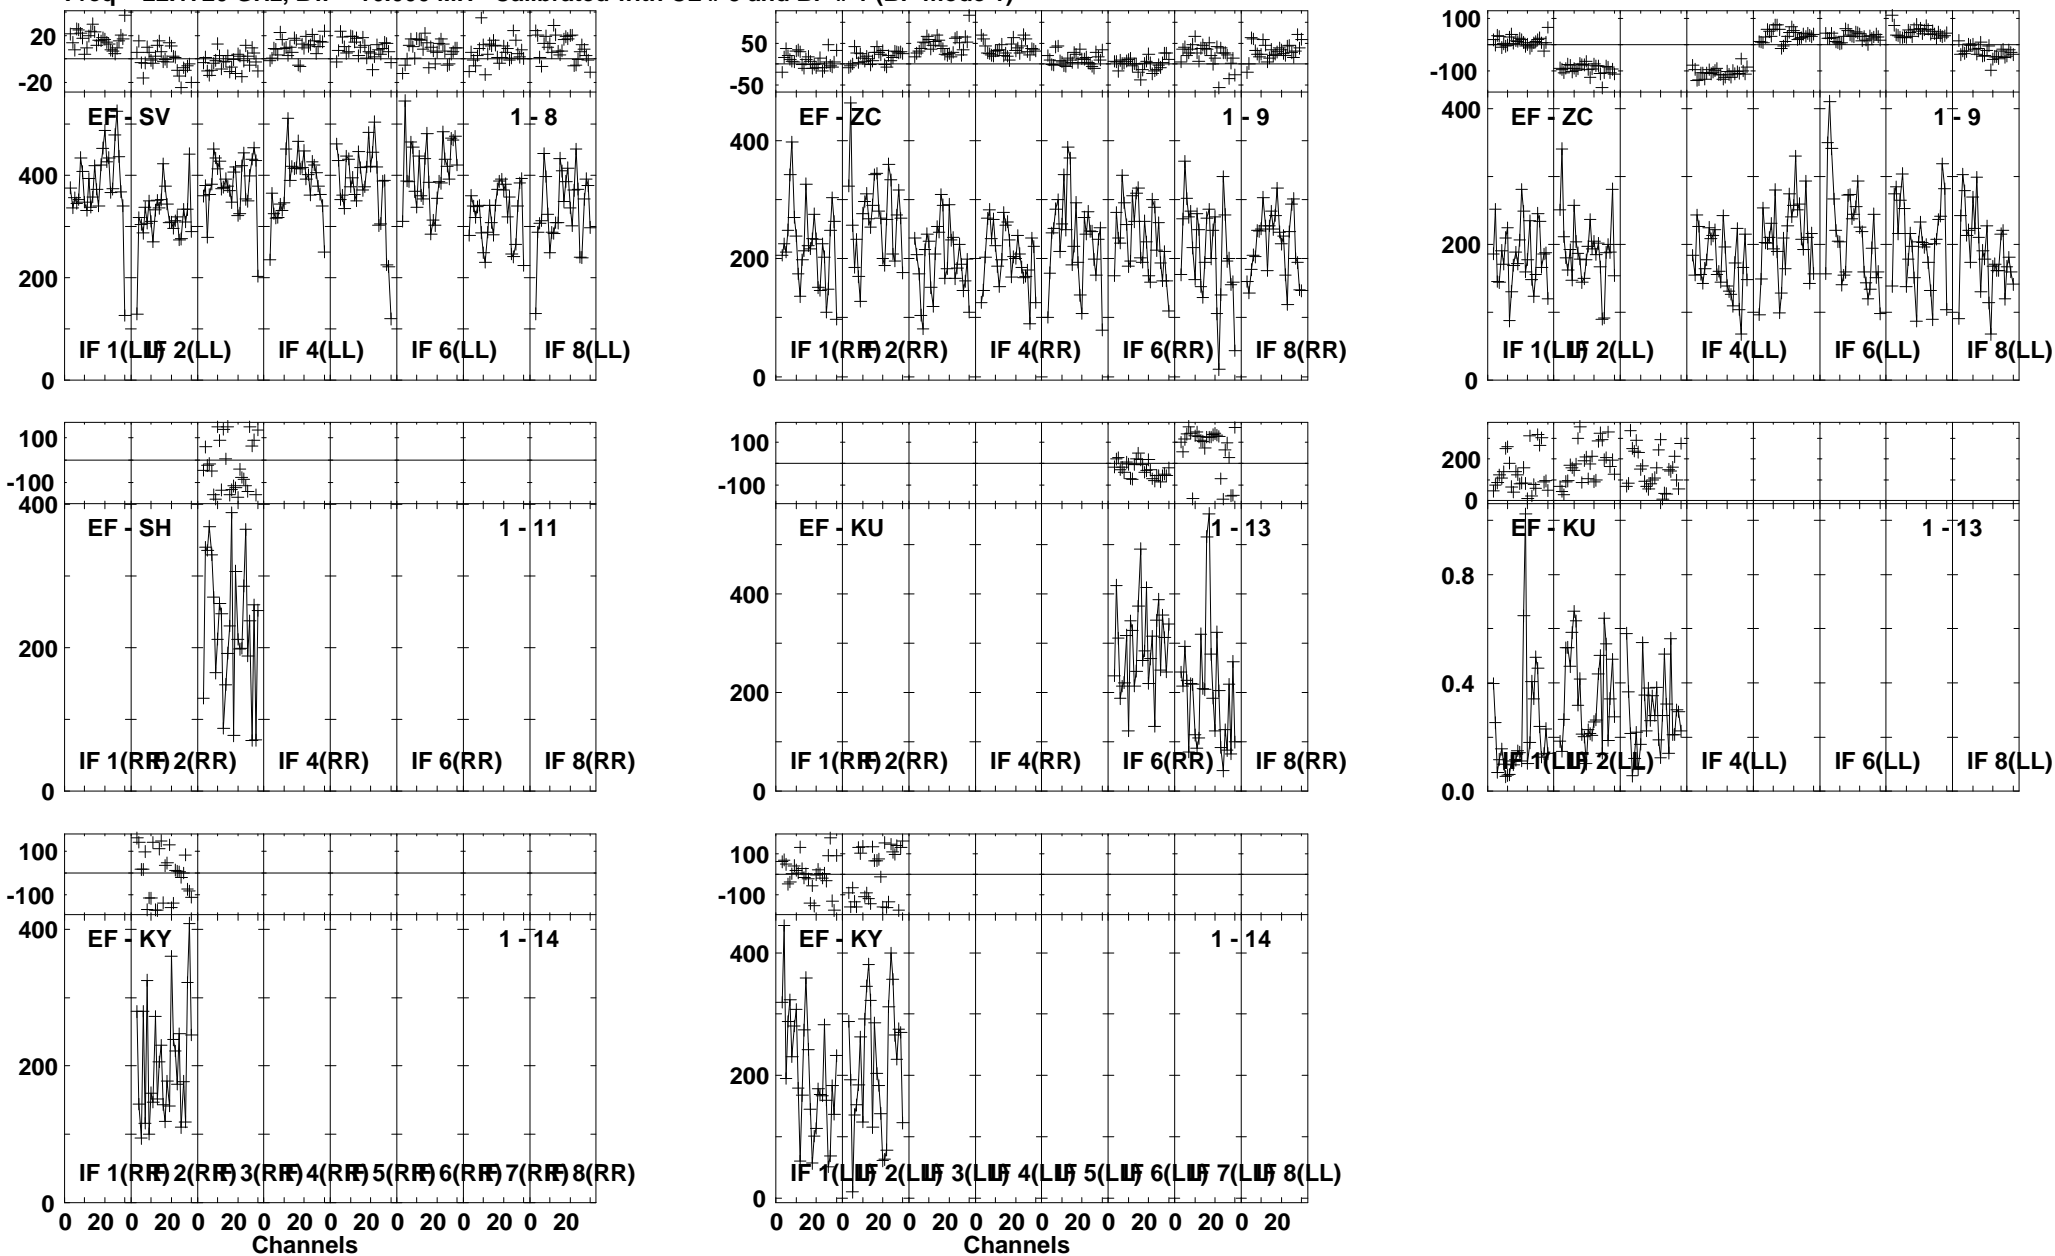 20
-20
EF - SV 1 - 8
400
200
0
IF 1(LL) IF 2(LL) IF 4(LL) IF 6(LL) IF 8(LL)
50
-50
EF - ZC 1 - 9
400
200
0
IF 1(RR) IF 2(RR) IF 4(RR) IF 6(RR) IF 8(RR)
100
-100
EF - ZC 1 - 9
400
200
0
IF 1(LL) IF 2(LL) IF 4(LL) IF 6(LL) IF 8(LL)
100
-100
400
EF - SH 1 - 11
200
0
IF 1(RR) IF 2(RR) IF 4(RR) IF 6(RR) IF 8(RR)
100
-100
EF - KU 1 - 13
400
200
0
IF 1(RR) IF 2(RR) IF 4(RR) IF 6(RR) IF 8(RR)
200
0
EF - KU 1 - 13
0.8
0.4
0.0
IF 1(LL) IF 2(LL) IF 4(LL) IF 6(LL) IF 8(LL)
100
-100
EF - KY 1 - 14
400
200
0
IF 1(RR) IF 2(RR) IF 3(RR) IF 4(RR) IF 5(RR) IF 6(RR) IF 7(RR) IF 8(RR)
0 20 0 20 0 20 0 20 0 20 0 20 0 20 0 20
Channels
100
-100
EF - KY 1 - 14
400
200
0
IF 1(LL) IF 2(LL) IF 3(LL) IF 4(LL) IF 5(LL) IF 6(LL) IF 7(LL) IF 8(LL)
0 20 0 20 0 20 0 20 0 20 0 20 0 20 0 20
Channels